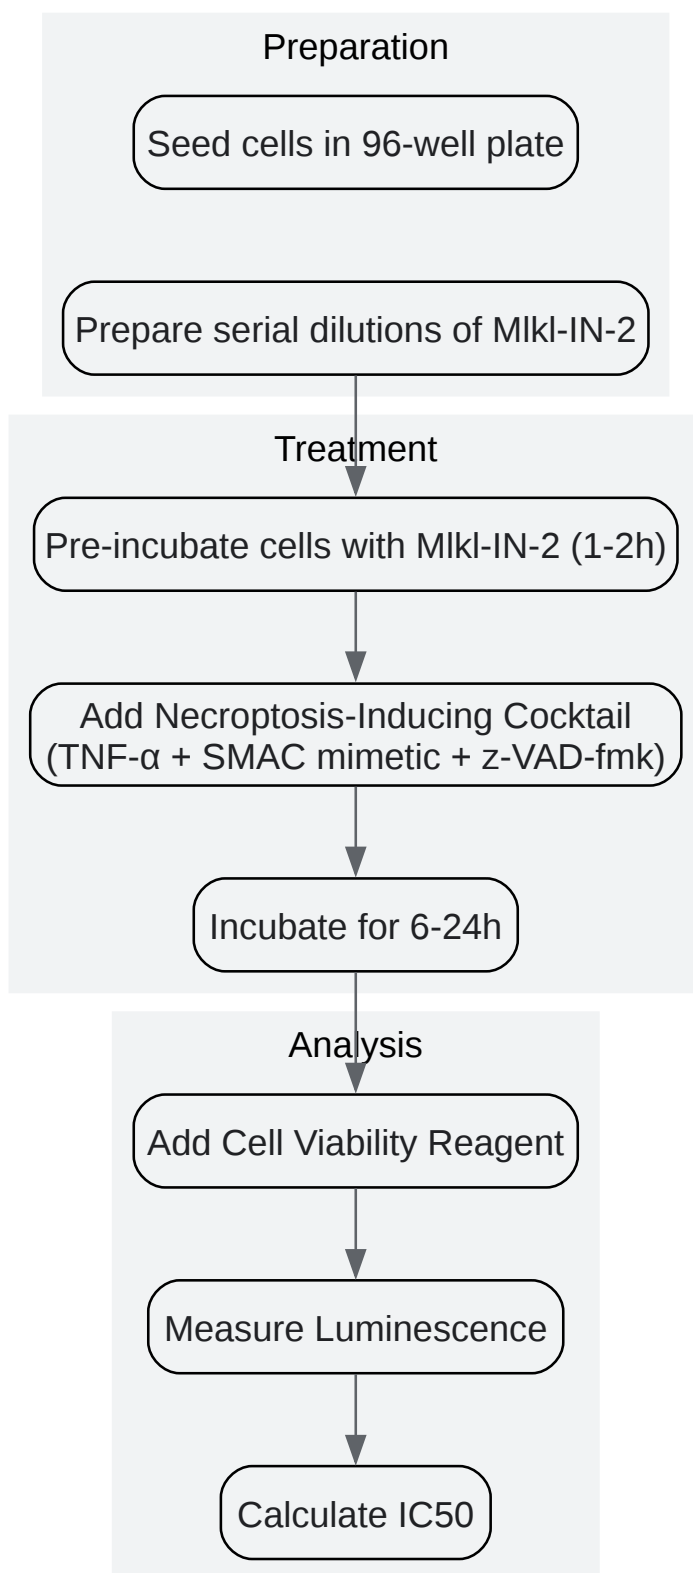 Preparation
Seed cells in 96-well plate
Prepare serial dilutions of Mlkl-IN-2
Treatment
Pre-incubate cells with Mlkl-IN-2 (1-2h)
Add Necroptosis-Inducing Cocktail
(TNF-α + SMAC mimetic + z-VAD-fmk)
Incubate for 6-24h
Analysis
Add Cell Viability Reagent
Measure Luminescence
Calculate IC50